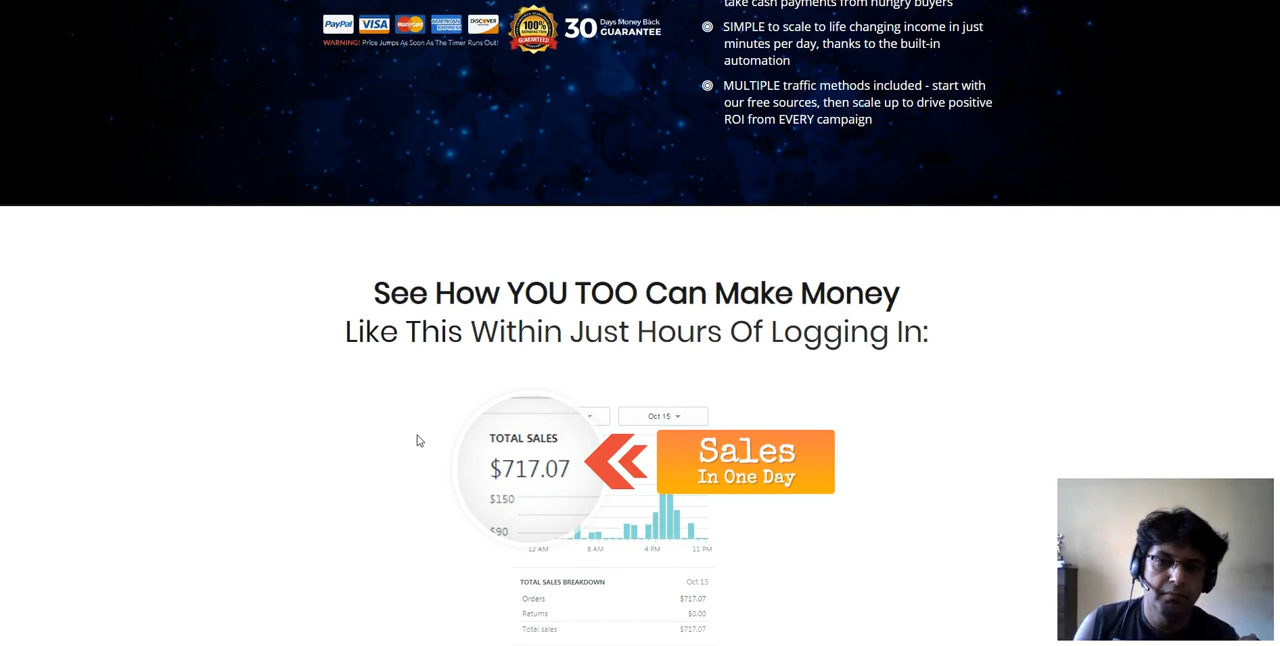 take cash payments from hungry buyers
PayPal VISA MasterCard AMERICAN EXPRESS DISCOVER
100%
SATISFACTION
GUARANTEED
30 Days Money Back
GUARANTEE
WARNING! Price Jumps As Soon As The Timer Runs Out!
SIMPLE to scale to life changing income in just
minutes per day, thanks to the built-in
automation
MULTIPLE traffic methods included - start with
our free sources, then scale up to drive positive
ROI from EVERY campaign
See How YOU TOO Can Make Money
Like This Within Just Hours Of Logging In:
Oct 15
TOTAL SALES
$717.07
$150
$90
Sales
In One Day
12 AM 8 AM 4 PM 11 PM
TOTAL SALES BREAKDOWN Oct 15
Orders $717.07
Returns $0.00
Total sales $717.07